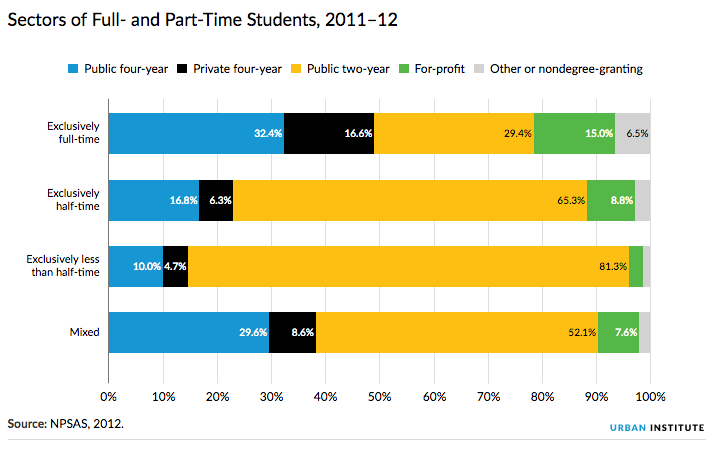 Sectors of Full- and Part-Time Students, 2011–12
Public four-year Private four-year Public two-year For-profit Other or nondegree-granting
Exclusively
full-time
32.4% 16.6% 29.4% 15.0% 6.5%
Exclusively
half-time
16.8% 6.3% 65.3% 8.8%
Exclusively less
than half-time
10.0% 4.7% 81.3%
Mixed
29.6% 8.6% 52.1% 7.6%
0% 10% 20% 30% 40% 50% 60% 70% 80% 90% 100%
Source: NPSAS, 2012.
URBAN INSTITUTE